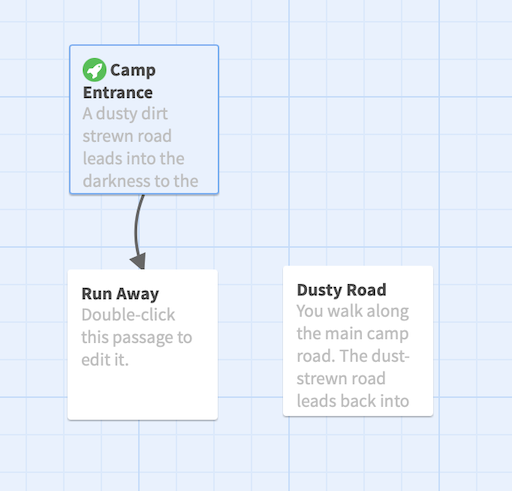 Camp
Entrance
A dusty dirt
strewn road
leads into the
darkness to the
Run Away
Double-click
this passage to
edit it.
Dusty Road
You walk along
the main camp
road. The dust-
strewn road
leads back into